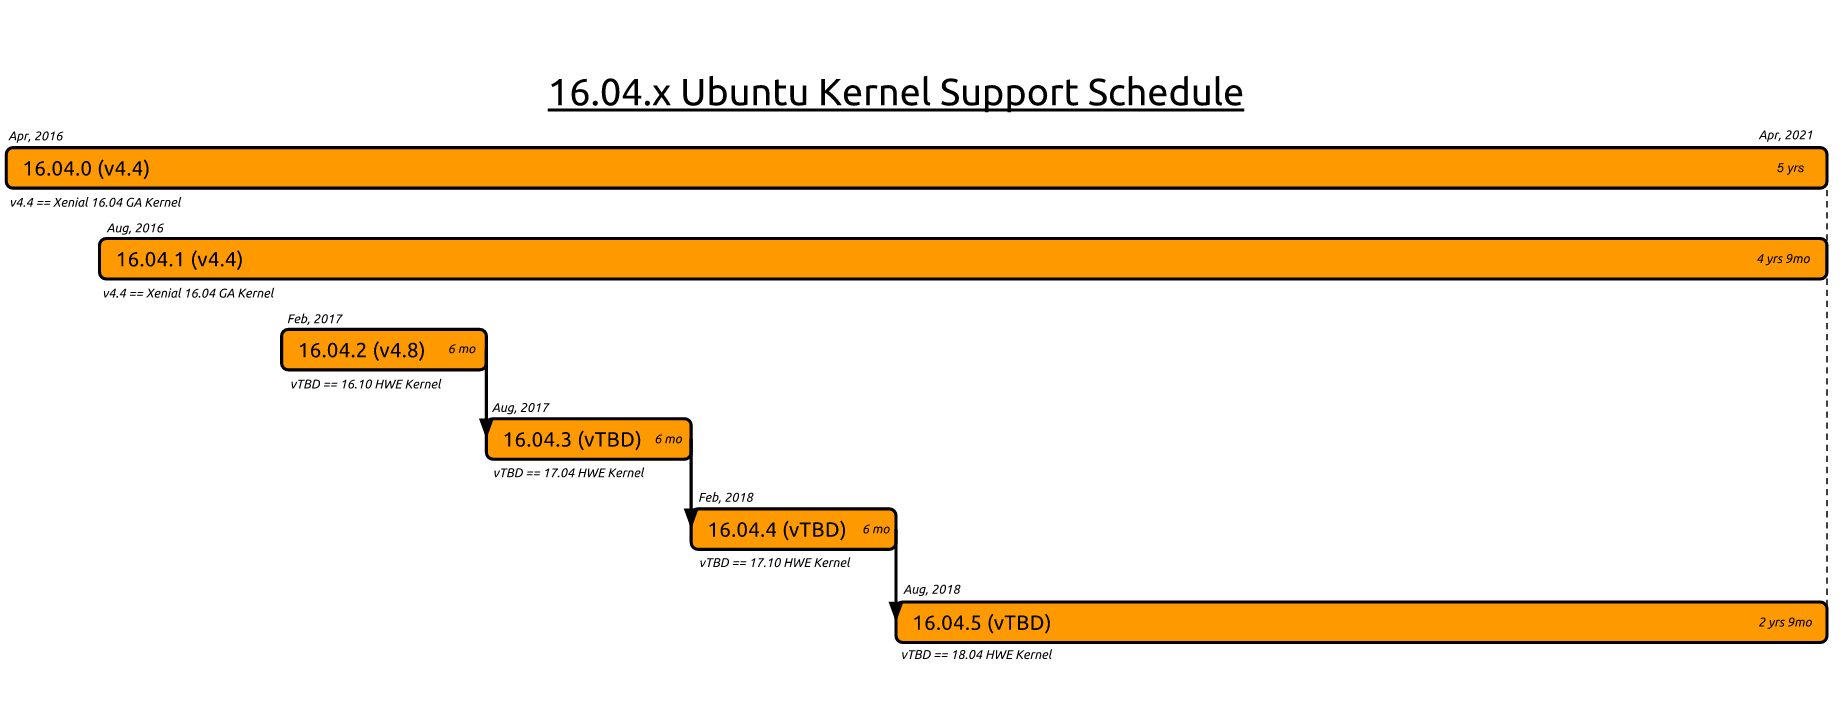 16.04.x Ubuntu Kernel Support Schedule
Apr, 2016
Apr, 2021
16.04.0 (v4.4)
5 yrs
v4.4 == Xenial 16.04 GA Kernel
Aug, 2016
16.04.1 (v4.4)
4 yrs 9mo
v4.4 == Xenial 16.04 GA Kernel
Feb, 2017
16.04.2 (v4.8)
6 mo
vTBD == 16.10 HWE Kernel
Aug, 2017
16.04.3 (vTBD)
6 mo
vTBD == 17.04 HWE Kernel
Feb, 2018
16.04.4 (vTBD)
6 mo
vTBD == 17.10 HWE Kernel
Aug, 2018
16.04.5 (vTBD)
2 yrs 9mo
vTBD == 18.04 HWE Kernel